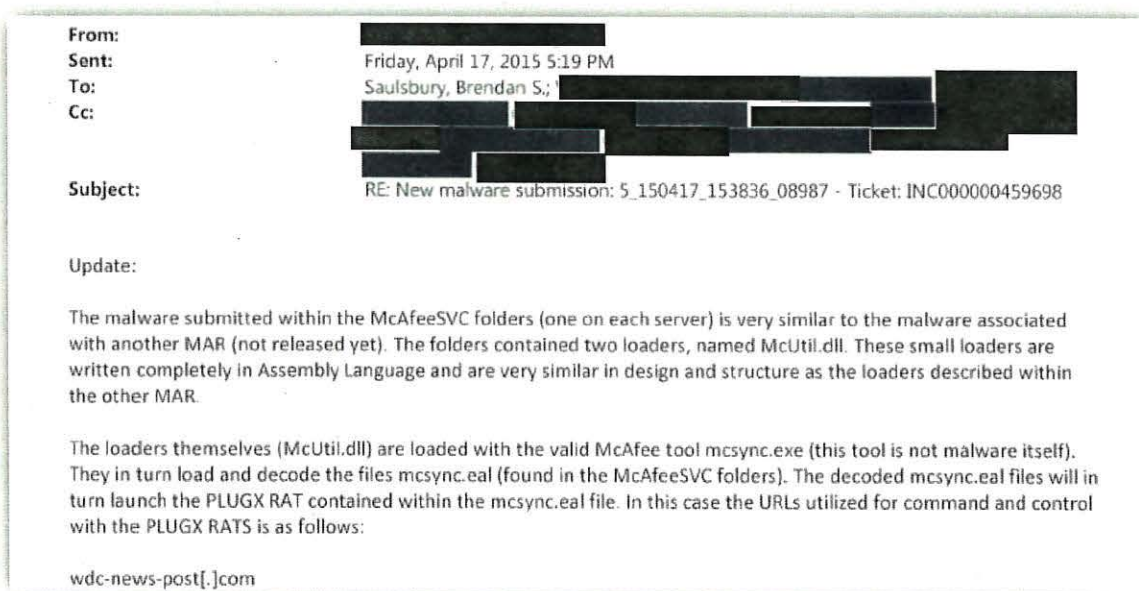 From:
Sent: Friday, April 17, 2015 5:19 PM
To: Saulsbury, Brendan S.; '
Cc:
Subject: RE: New malware submission: 5_150417_153836_08987 - Ticket: INC000000459698
Update:
The malware submitted within the McAfeeSVC folders (one on each server) is very similar to the malware associated
with another MAR (not released yet). The folders contained two loaders, named McUtil.dll. These small loaders are
written completely in Assembly Language and are very similar in design and structure as the loaders described within
the other MAR.
The loaders themselves (McUtil.dll) are loaded with the valid McAfee tool mcsync.exe (this tool is not malware itself).
They in turn load and decode the files mcsync.eal (found in the McAfeeSVC folders). The decoded mcsync.eal files will in
turn launch the PLUGX RAT contained within the mcsync.eal file. In this case the URLs utilized for command and control
with the PLUGX RATS is as follows:
wdc-news-post[.]com